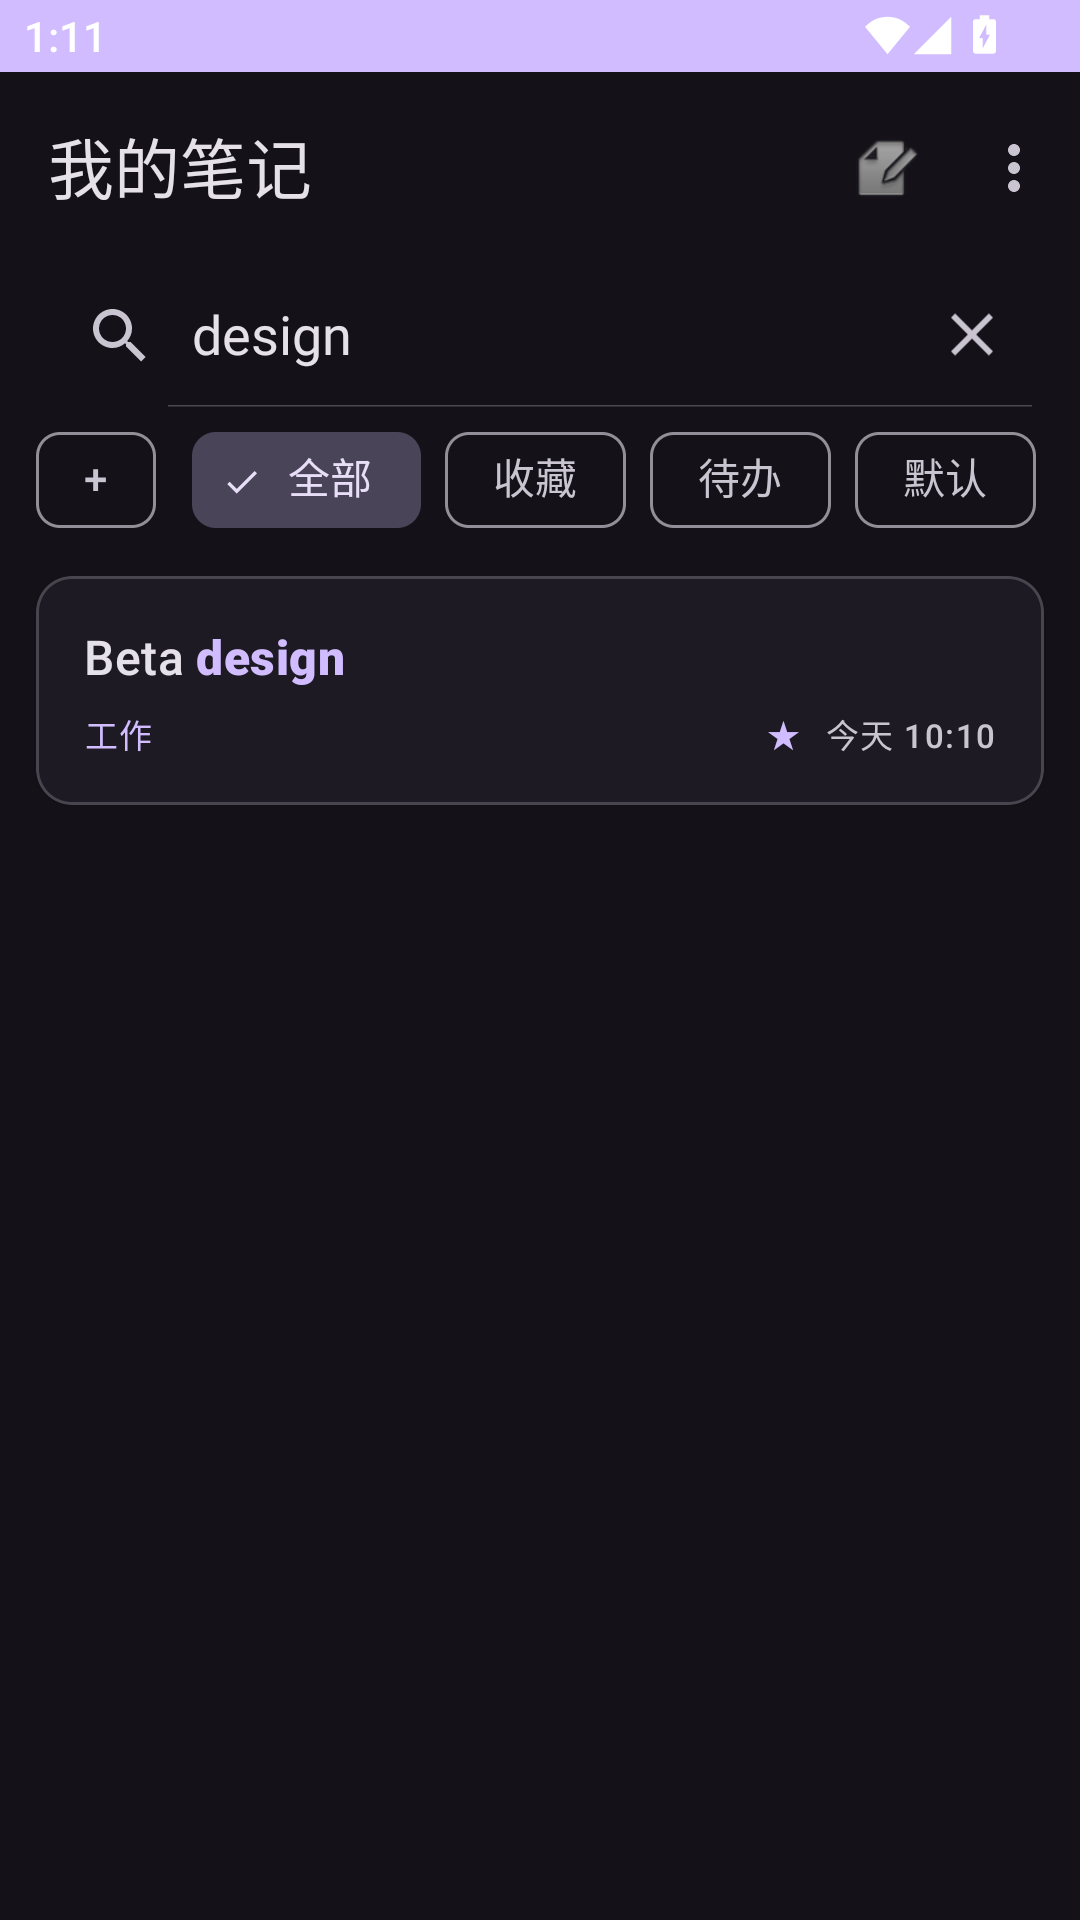 1:11
我的笔记
design
+ 全部 收藏 待办 默认
Beta design
工作 ★ 今天 10:10